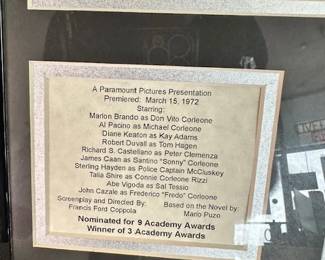 A Paramount Pictures Presentation
Premiered: March 15, 1972
Starring:
Marlon Brando as Don Vito Corleone
Al Pacino as Michael Corleone
Diane Keaton as Kay Adams
Robert Duvall as Tom Hagen
Richard S. Castellano as Peter Clemenza
James Caan as Santino "Sonny" Corleone
Sterling Hayden as Police Captain McCluskey
Talia Shire as Connie Corleone Rizzi
Abe Vigoda as Sal Tessio
John Cazale as Frederico "Fredo" Corleone
Screenplay and Directed By: Based on the Novel by:
Francis Ford Coppola Mario Puzo
Nominated for 9 Academy Awards
Winner of 3 Academy Awards